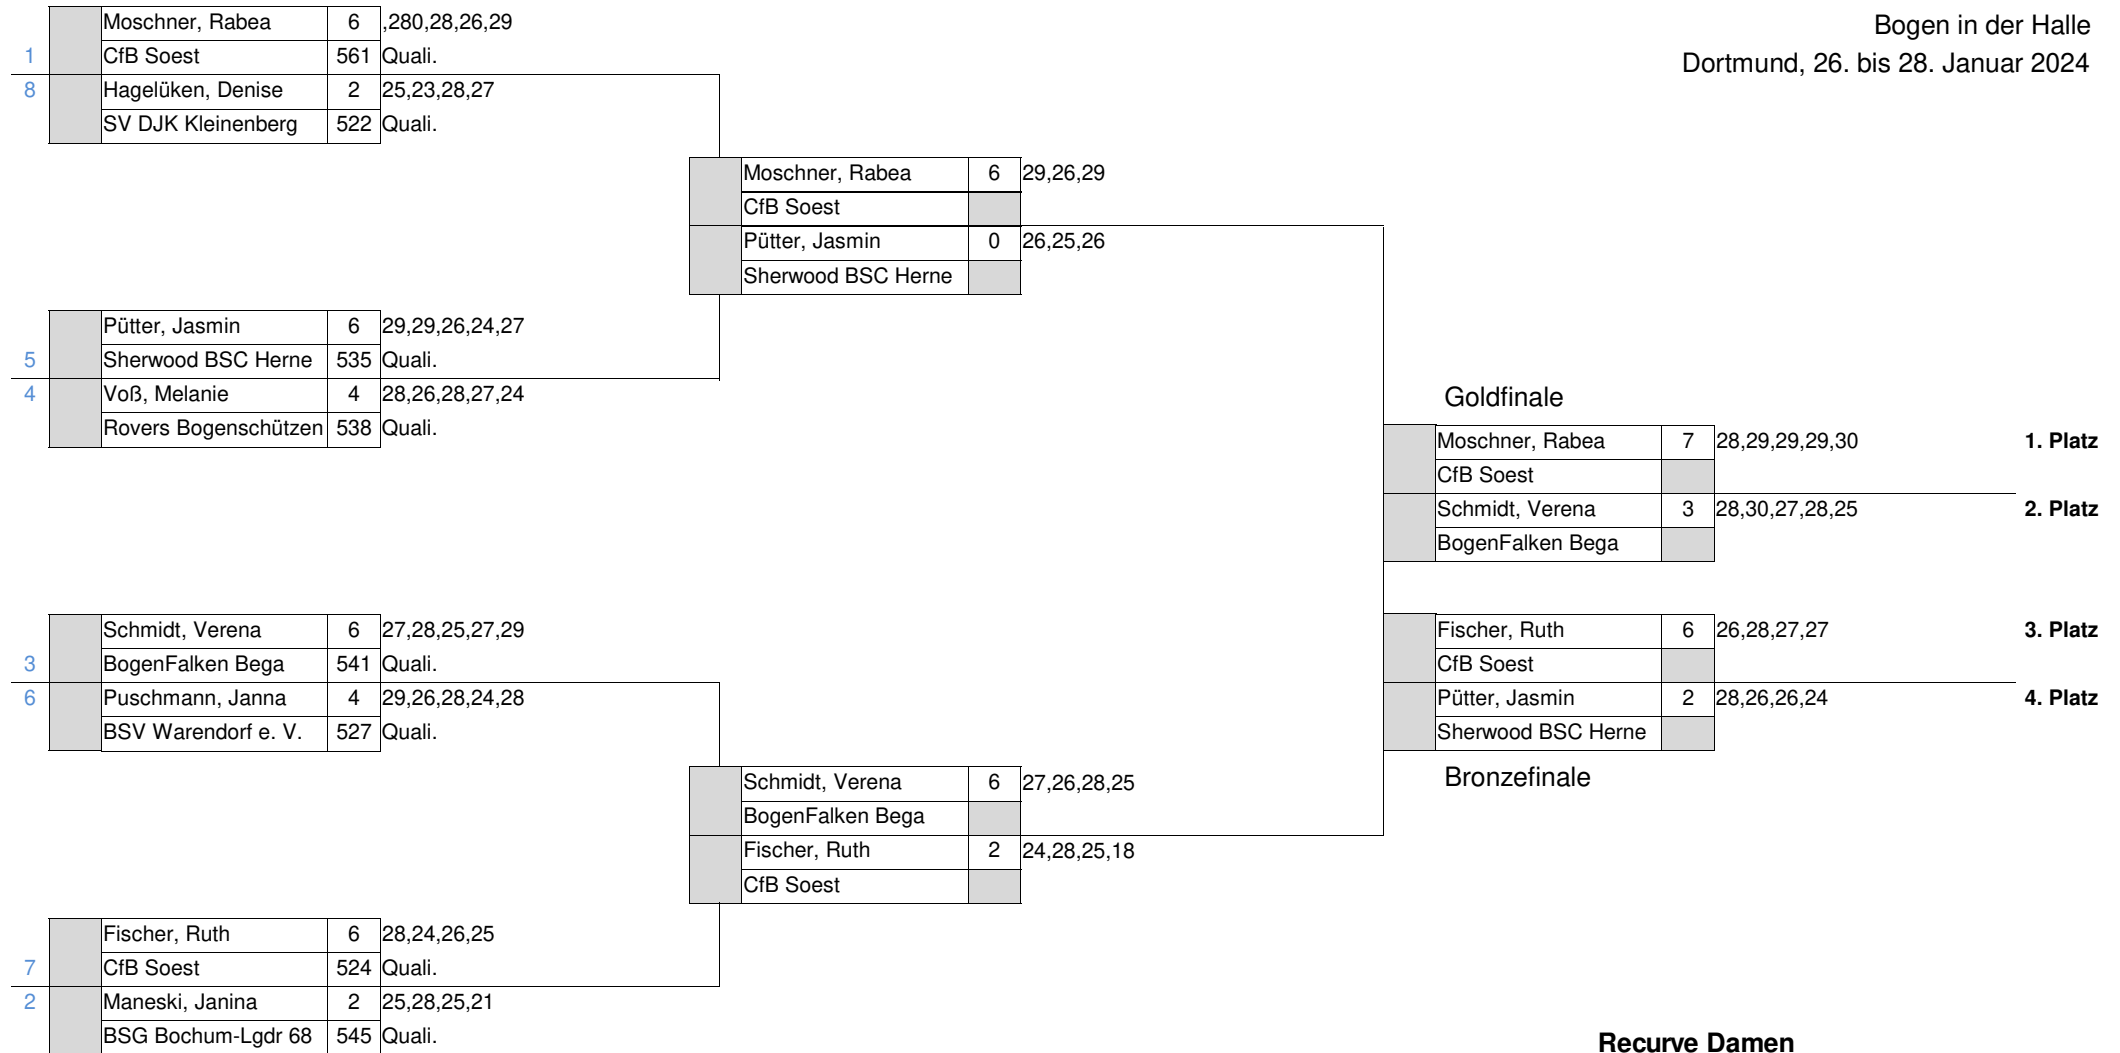 Bogen in der Halle
Dortmund, 26. bis 28. Januar 2024
Moschner, Rabea 6 ,280,28,26,29
1 CfB Soest 561 Quali.
8 Hagelüken, Denise 2 25,23,28,27
SV DJK Kleinenberg 522 Quali.
Moschner, Rabea 6 29,26,29
CfB Soest
Pütter, Jasmin 0 26,25,26
Sherwood BSC Herne
Pütter, Jasmin 6 29,29,26,24,27
5 Sherwood BSC Herne 535 Quali.
4 Voß, Melanie 4 28,26,28,27,24
Rovers Bogenschützen 538 Quali.
Goldfinale
Moschner, Rabea 7 28,29,29,29,30 1. Platz
CfB Soest
Schmidt, Verena 3 28,30,27,28,25 2. Platz
BogenFalken Bega
Schmidt, Verena 6 27,28,25,27,29
3 BogenFalken Bega 541 Quali.
6 Puschmann, Janna 4 29,26,28,24,28
BSV Warendorf e. V. 527 Quali.
Fischer, Ruth 6 26,28,27,27 3. Platz
CfB Soest
Pütter, Jasmin 2 28,26,26,24 4. Platz
Sherwood BSC Herne
Bronzefinale
Schmidt, Verena 6 27,26,28,25
BogenFalken Bega
Fischer, Ruth 2 24,28,25,18
CfB Soest
Fischer, Ruth 6 28,24,26,25
7 CfB Soest 524 Quali.
2 Maneski, Janina 2 25,28,25,21
BSG Bochum-Lgdr 68 545 Quali.
Recurve Damen